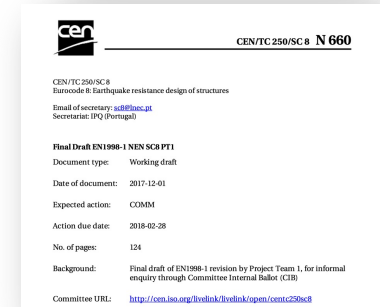 cen
CEN/TC 250/SC 8 N 660
CEN/TC 250/SC 8
Eurocode 8: Earthquake resistance design of structures
Email of secretary: sc8@lnec.pt
Secretariat: IPQ (Portugal)
Final Draft EN1998-1 NEN SC8 PT1
Document type: Working draft
Date of document: 2017-12-01
Expected action: COMM
Action due date: 2018-02-28
No. of pages: 124
Background: Final draft of EN1998-1 revision by Project Team 1, for informal
enquiry through Committee Internal Ballot (CIB)
Committee URL: http://cen.iso.org/livelink/livelink/open/centc250sc8